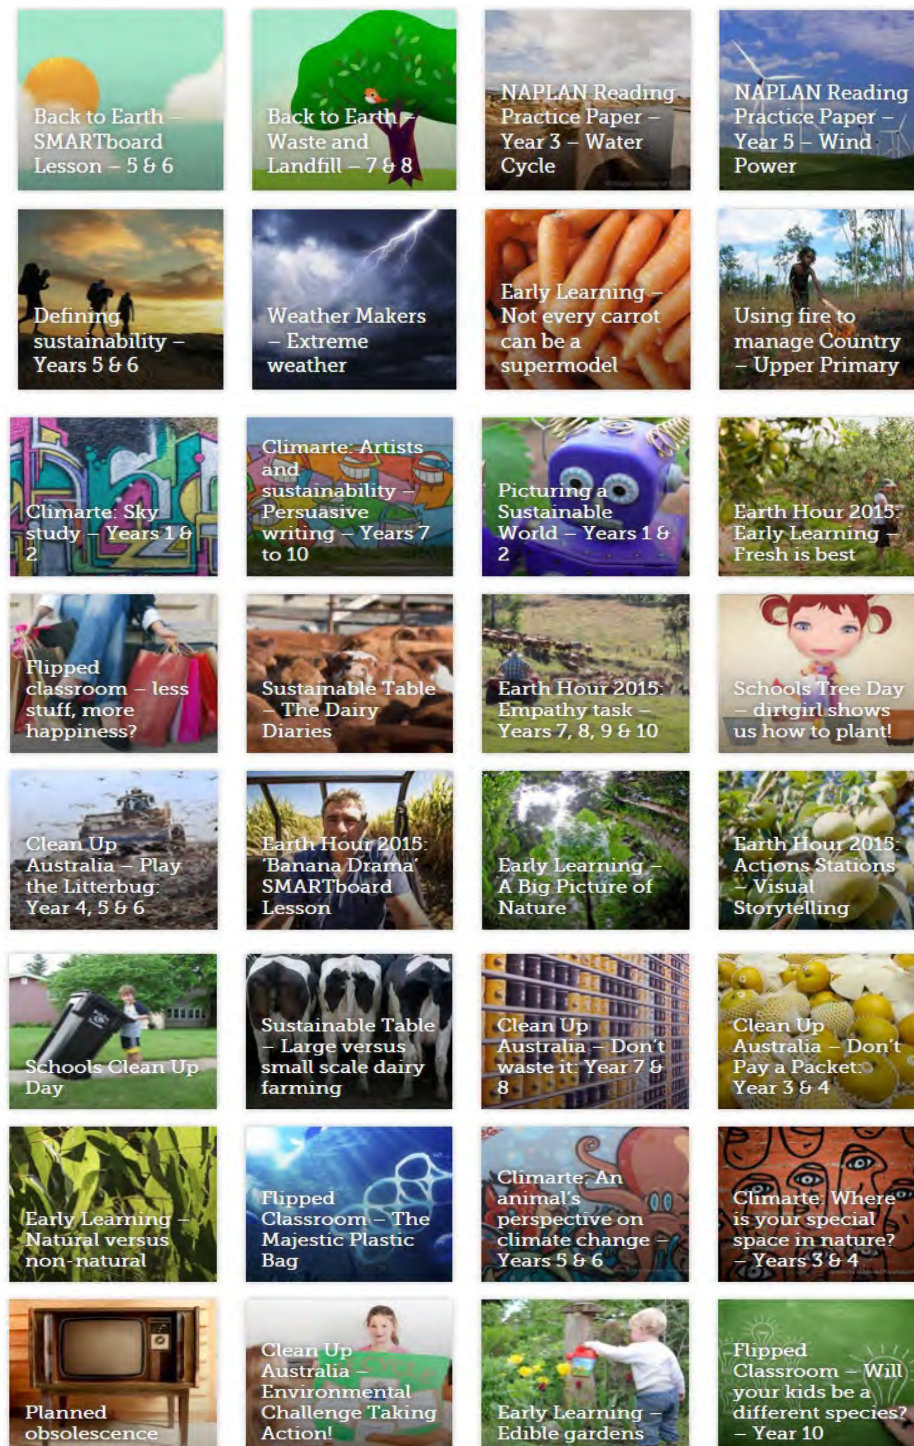 Back to Earth –
SMARTboard
Lesson – 5 & 6
Back to Earth –
Waste and
Landfill – 7 & 8
NAPLAN Reading
Practice Paper –
Year 3 – Water
Cycle
NAPLAN Reading
Practice Paper –
Year 5 – Wind
Power
Defining
sustainability –
Years 5 & 6
Weather Makers
– Extreme
weather
Early Learning –
Not every carrot
can be a
supermodel
Using fire to
manage Country
– Upper Primary
Climarte: Sky
study – Years 1 &
2
Climarte: Artists
and
sustainability –
Persuasive
writing – Years 7
to 10
Picturing a
Sustainable
World – Years 1 &
2
Earth Hour 2015:
Early Learning –
Fresh is best
Flipped
classroom – less
stuff, more
happiness?
Sustainable Table
– The Dairy
Diaries
Earth Hour 2015:
Empathy task –
Years 7, 8, 9 & 10
Schools Tree Day
– dirtgirl shows
us how to plant!
Clean Up
Australia – Play
the Litterbug:
Year 4, 5 & 6
Earth Hour 2015:
‘Banana Drama’
SMARTboard
Lesson
Early Learning –
A Big Picture of
Nature
Earth Hour 2015:
Actions Stations
– Visual
Storytelling
Schools Clean Up
Day
Sustainable Table
– Large versus
small scale dairy
farming
Clean Up
Australia – Don’t
waste it: Year 7 &
8
Clean Up
Australia – Don’t
Pay a Packet:
Year 3 & 4
Early Learning –
Natural versus
non-natural
Flipped
Classroom – The
Majestic Plastic
Bag
Climarte: An
animal’s
perspective on
climate change –
Years 5 & 6
Climarte: Where
is your special
space in nature?
– Years 3 & 4
Planned
obsolescence
Clean Up
Australia –
Environmental
Challenge Taking
Action!
Early Learning –
Edible gardens
Flipped
Classroom – Will
your kids be a
different species?
– Year 10